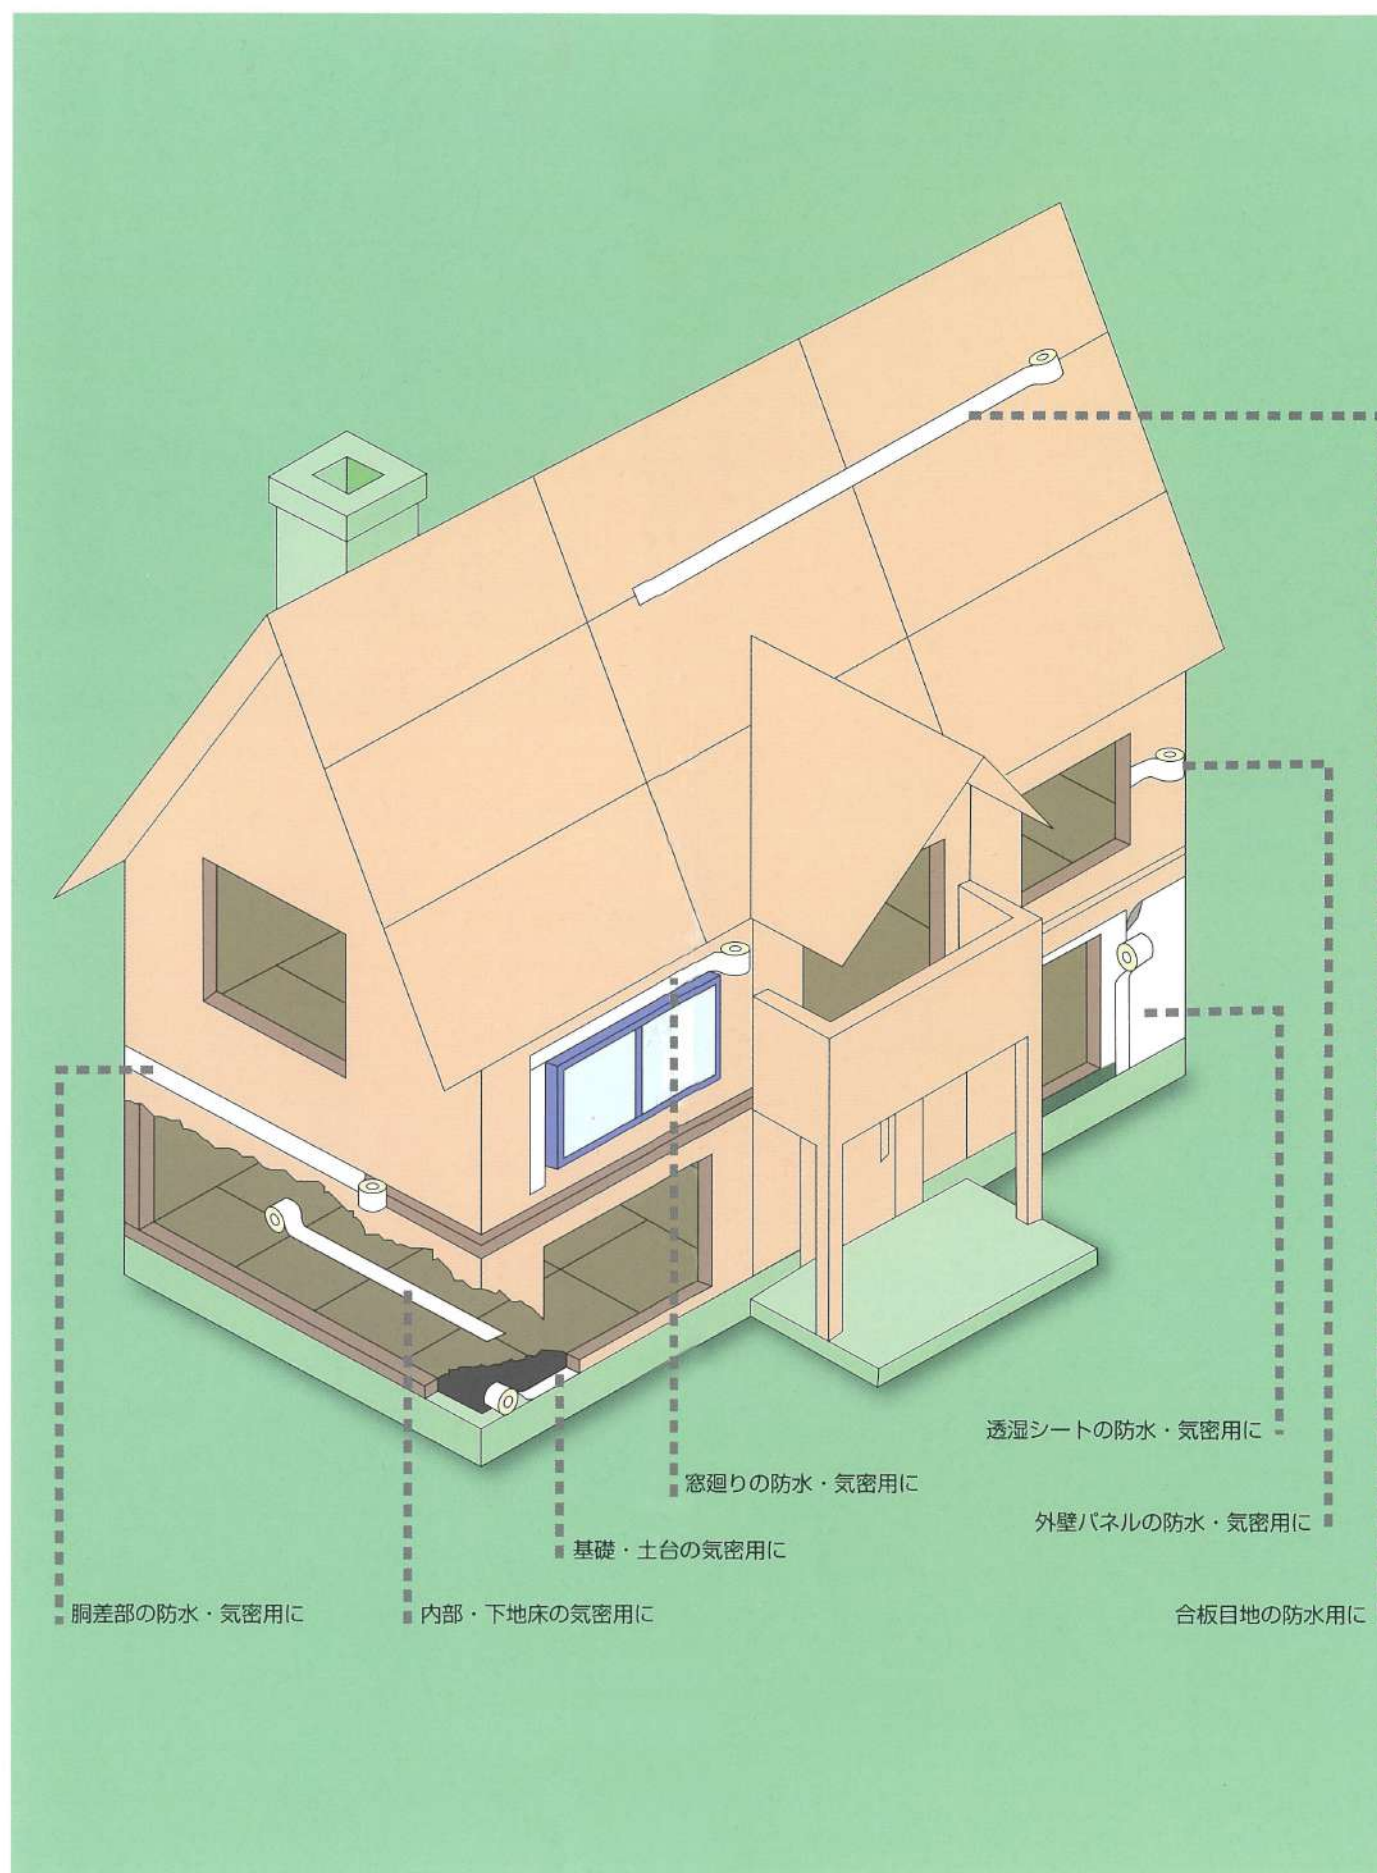 透湿シートの防水・気密用に
窓廻りの防水・気密用に
外壁パネルの防水・気密用に
基礎・土台の気密用に
胴差部の防水・気密用に
内部・下地床の気密用に
合板目地の防水用に